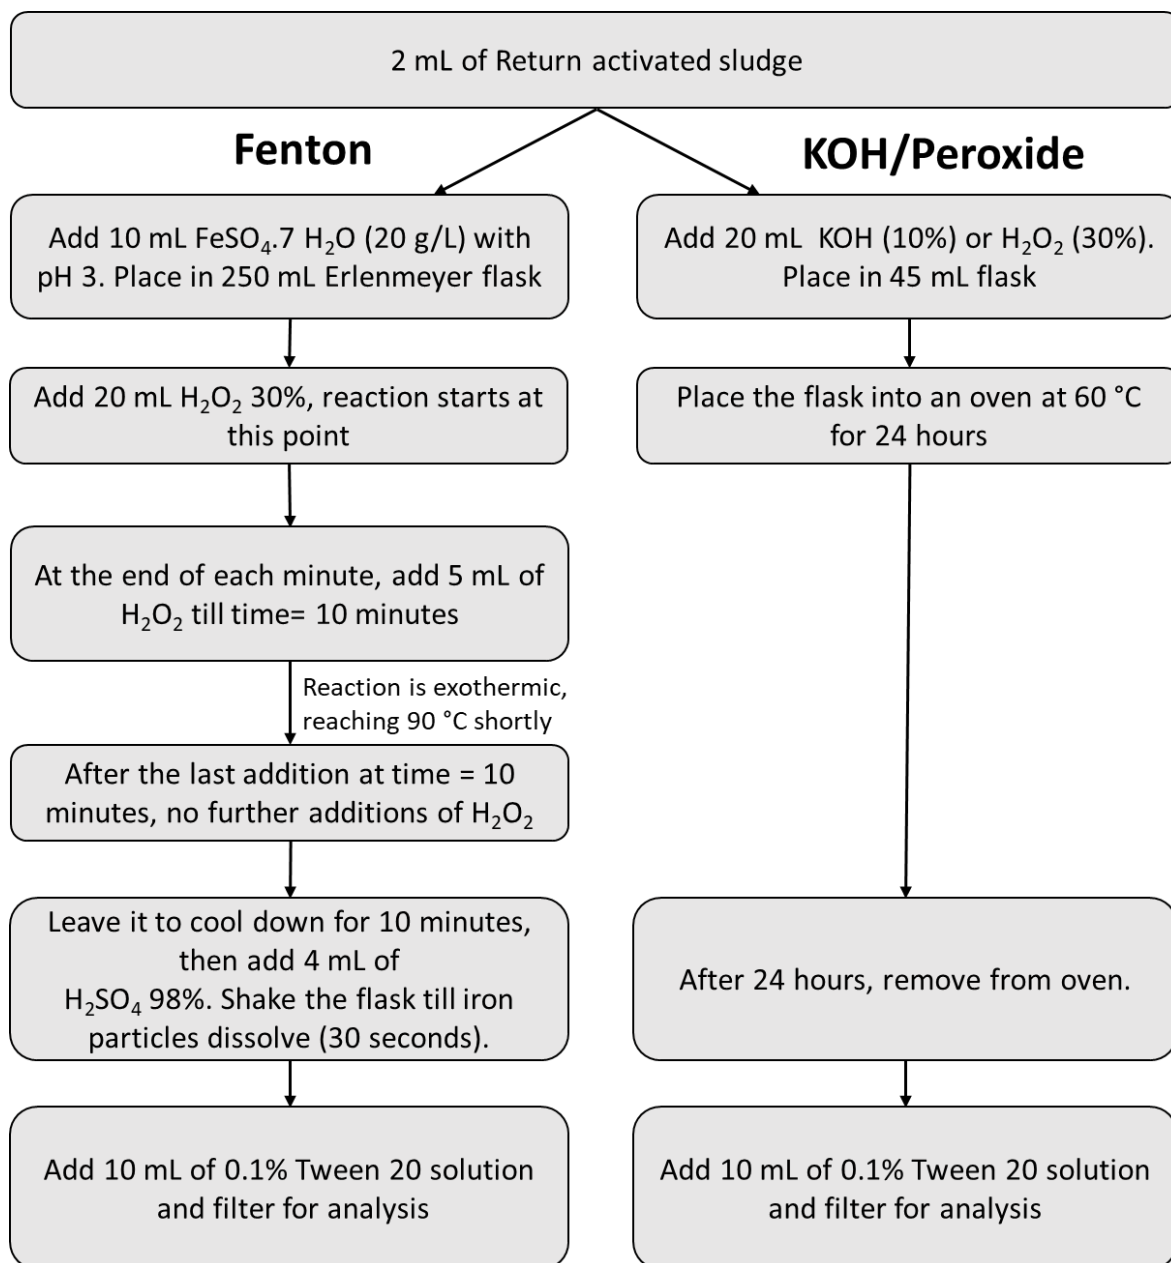 2 mL of Return activated sludge
Fenton
KOH/Peroxide
Add 10 mL FeSO₄.7 H₂O (20 g/L) with
pH 3. Place in 250 mL Erlenmeyer flask
Add 20 mL  KOH (10%) or H₂O₂ (30%).
Place in 45 mL flask
Add 20 mL H₂O₂ 30%, reaction starts at
this point
Place the flask into an oven at 60 °C
for 24 hours
At the end of each minute, add 5 mL of
H₂O₂ till time= 10 minutes
Reaction is exothermic,
reaching 90 °C shortly
After the last addition at time = 10
minutes, no further additions of H₂O₂
Leave it to cool down for 10 minutes,
then add 4 mL of
H₂SO₄ 98%. Shake the flask till iron
particles dissolve (30 seconds).
After 24 hours, remove from oven.
Add 10 mL of 0.1% Tween 20 solution
and filter for analysis
Add 10 mL of 0.1% Tween 20 solution
and filter for analysis